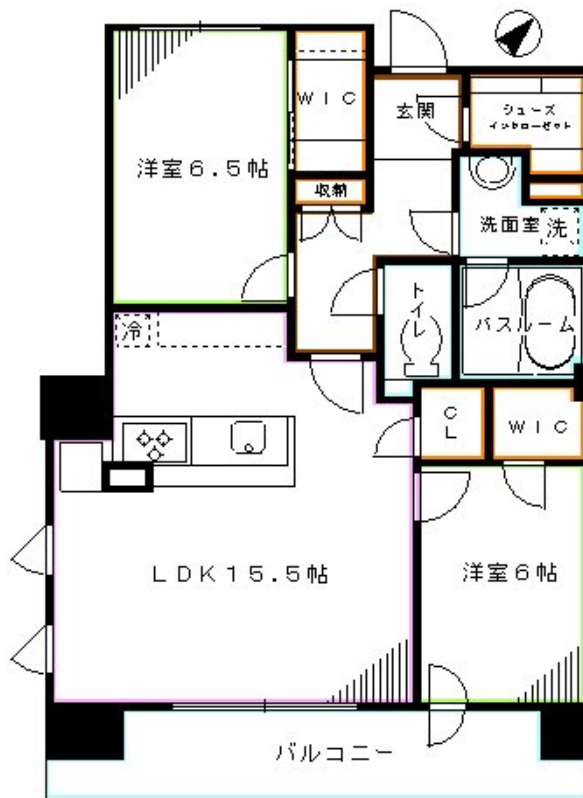 WIC
玄関
シューズ
インクローゼット
洋室6.5帖
収納
洗面室
洗
トイレ
バスルーム
冷
CL
WIC
LDK15.5帖
洋室6帖
バルコニー